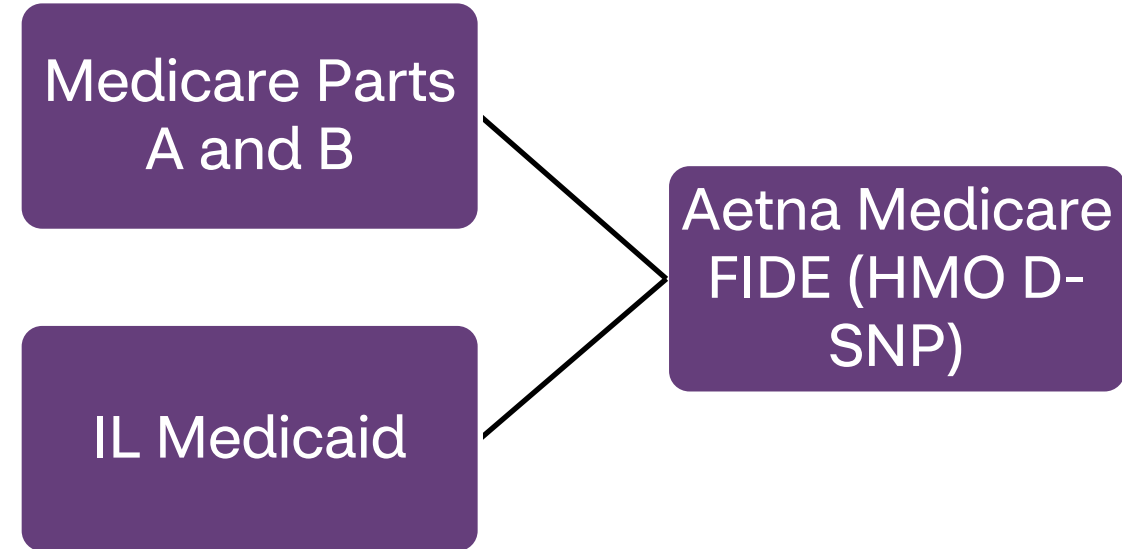 Medicare Parts
A and B
Aetna Medicare
FIDE (HMO D-
SNP)
IL Medicaid